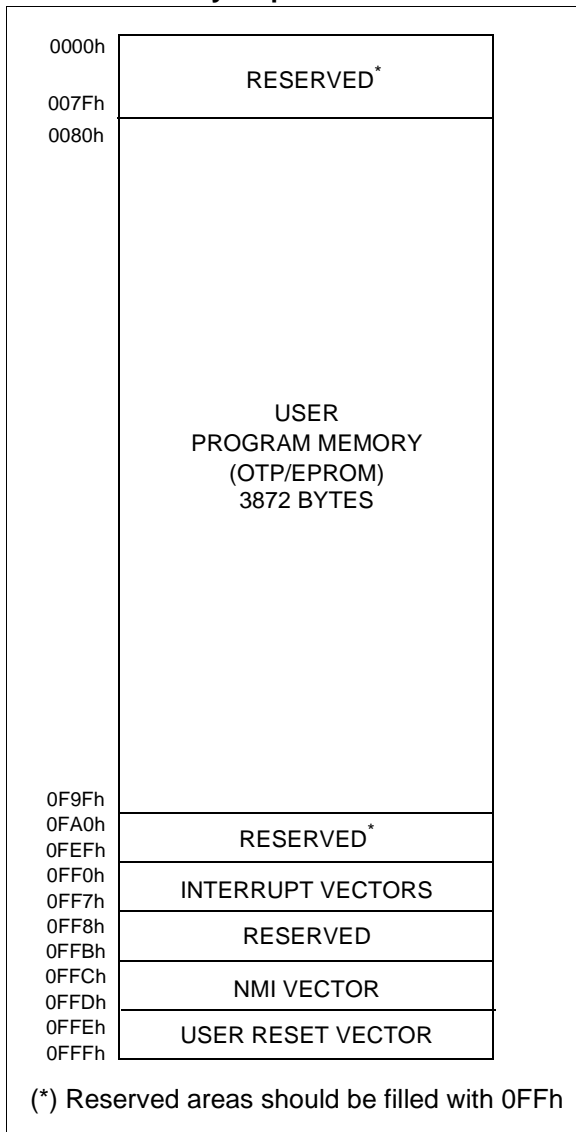 0000h
RESERVED*
007Fh
0080h
USER
PROGRAM MEMORY
(OTP/EPROM)
3872 BYTES
0F9Fh
0FA0h
RESERVED*
0FEFh
0FF0h
INTERRUPT VECTORS
0FF7h
0FF8h
RESERVED
0FFBh
0FFCh
NMI VECTOR
0FFDh
0FFEh
USER RESET VECTOR
0FFFh
(*) Reserved areas should be filled with 0FFh